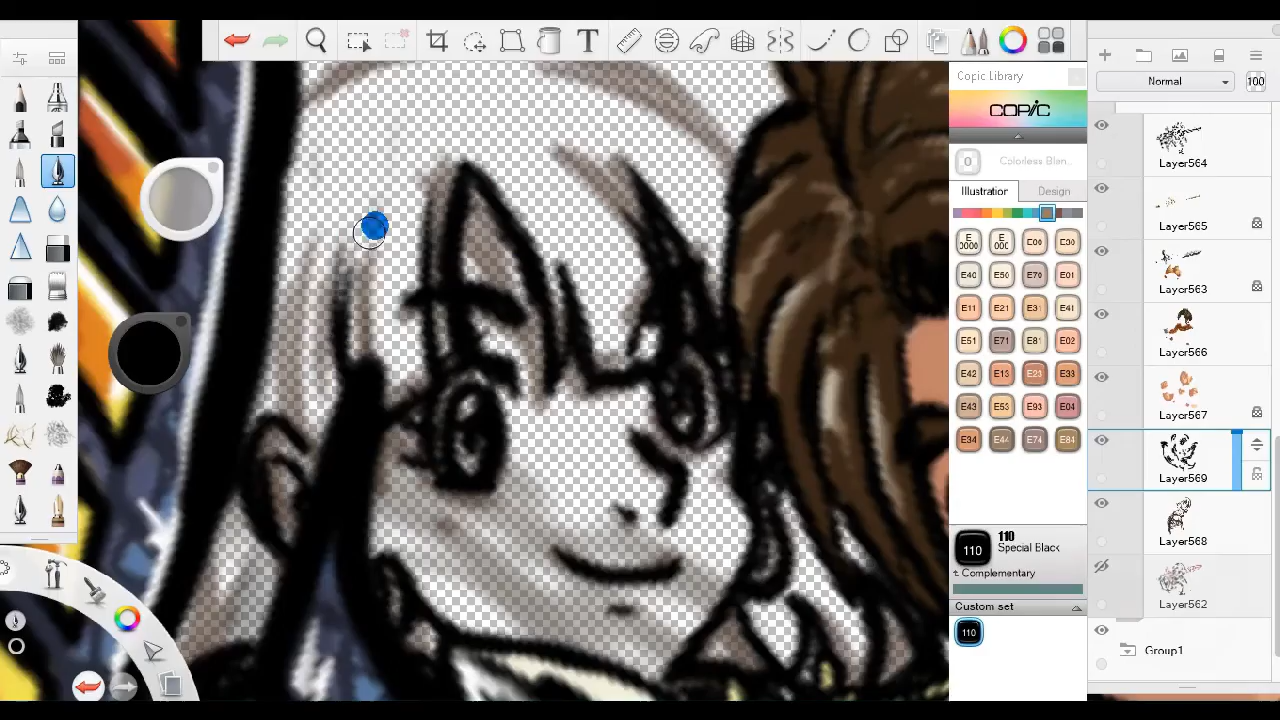 T
Copic Library
COPIC
0 Colorless Blen...
Illustration Design
E 0000 E 000 E00 E30
E40 E50 E70 E01
E11 E21 E31 E41
E51 E71 E81 E02
E42 E13 E23 E33
E43 E53 E93 E04
E34 E44 E74 E84
110 110
Special Black
Complementary
Custom set
110
Normal 100
Layer564
Layer565
Layer563
Layer566
Layer567
Layer569
Layer568
Layer562
Group1